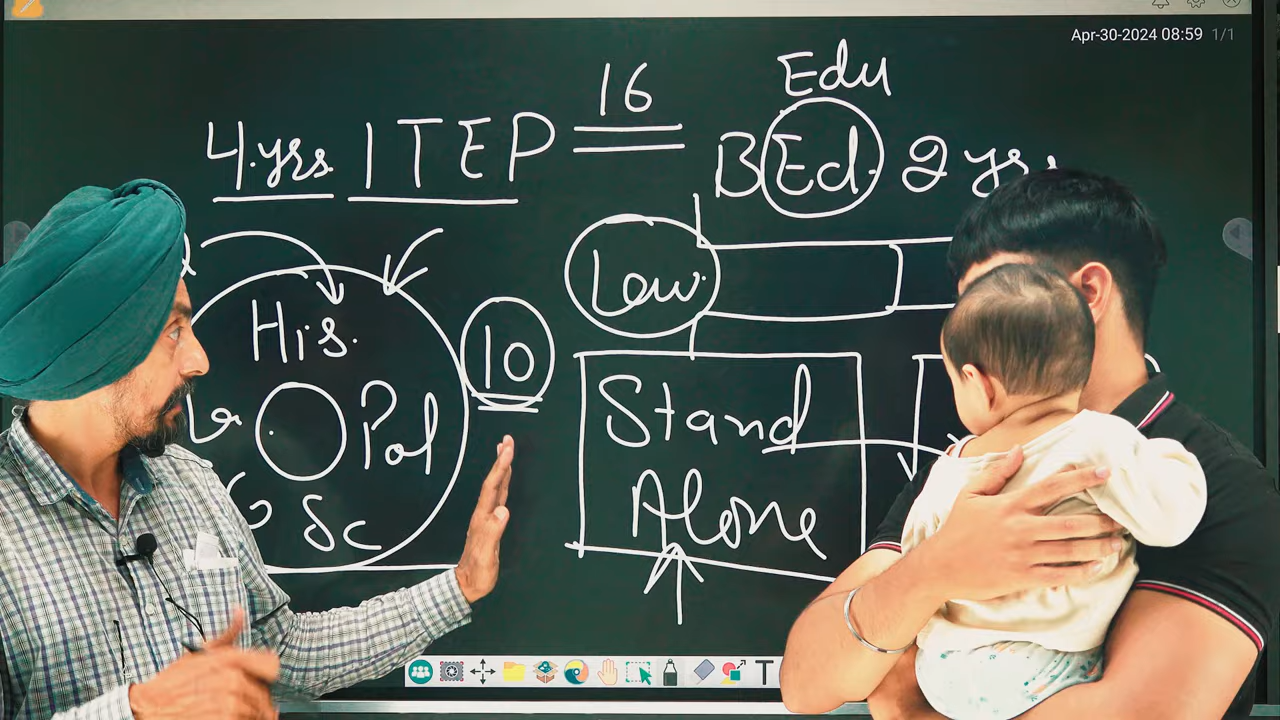 Apr-30-2024 08:59 1/1
16
Edu
4.yrs. ITEP
BEd. 2 yrs.
His.
Low.
10
Pol
Sc
Stand
Alone
T